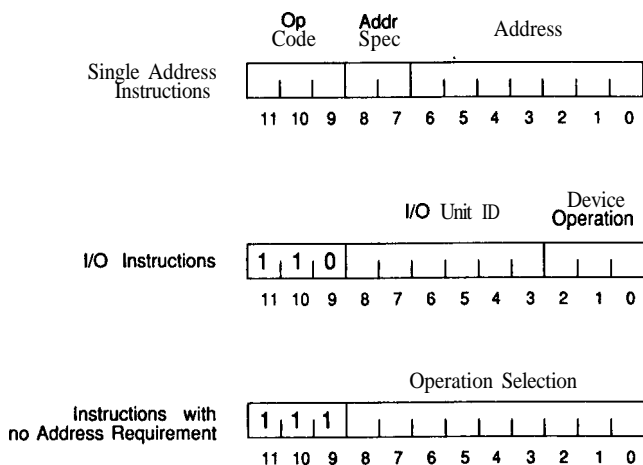 Op Addr
Code Spec Address
Single Address
Instructions
11 10 9 8 7 6 5 4 3 2 1 0
I/O Unit ID Device
Operation
I/O Instructions 1 1 0
11 10 9 8 7 6 5 4 3 2 1 0
Operation Selection
Instructions with
no Address Requirement 1 1 1
11 10 9 8 7 6 5 4 3 2 1 0